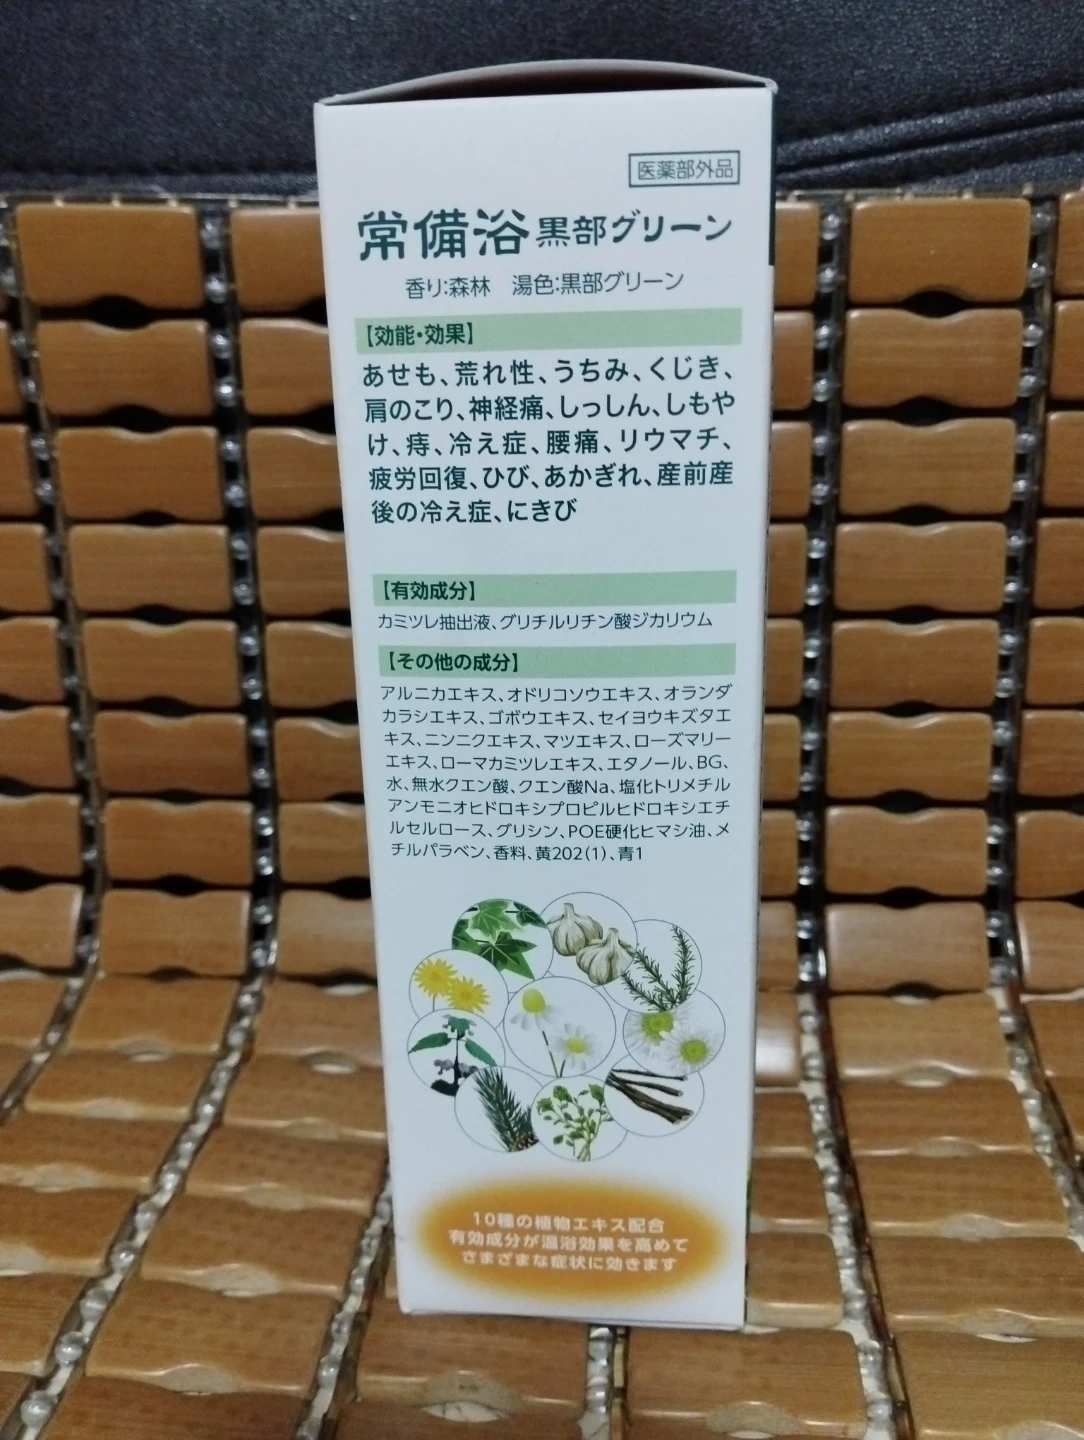 医薬部外品
常備浴 黒部グリーン
香り:森林 湯色:黒部グリーン
【効能・効果】
あせも、荒れ性、うちみ、くじき、
肩のこり、神経痛、しっしん、しもや
け、痔、冷え症、腰痛、リウマチ、
疲労回復、ひび、あかぎれ、産前産
後の冷え症、にきび
【有効成分】
カミツレ抽出液、グリチルリチン酸ジカリウム
【その他の成分】
アルニカエキス、オドリコソウエキス、オランダ
カラシエキス、ゴボウエキス、セイヨウキズタエ
キス、ニンニクエキス、マツエキス、ローズマリー
エキス、ローマカミツレエキス、エタノール、BG、
水、無水クエン酸、クエン酸Na、塩化トリメチル
アンモニオヒドロキシプロピルヒドロキシエチ
ルセルロース、グリシン、POE硬化ヒマシ油、メ
チルパラベン、香料、黄202(1)、青1
10種の植物エキス配合
有効成分が温浴効果を高めて
さまざまな症状に効きます